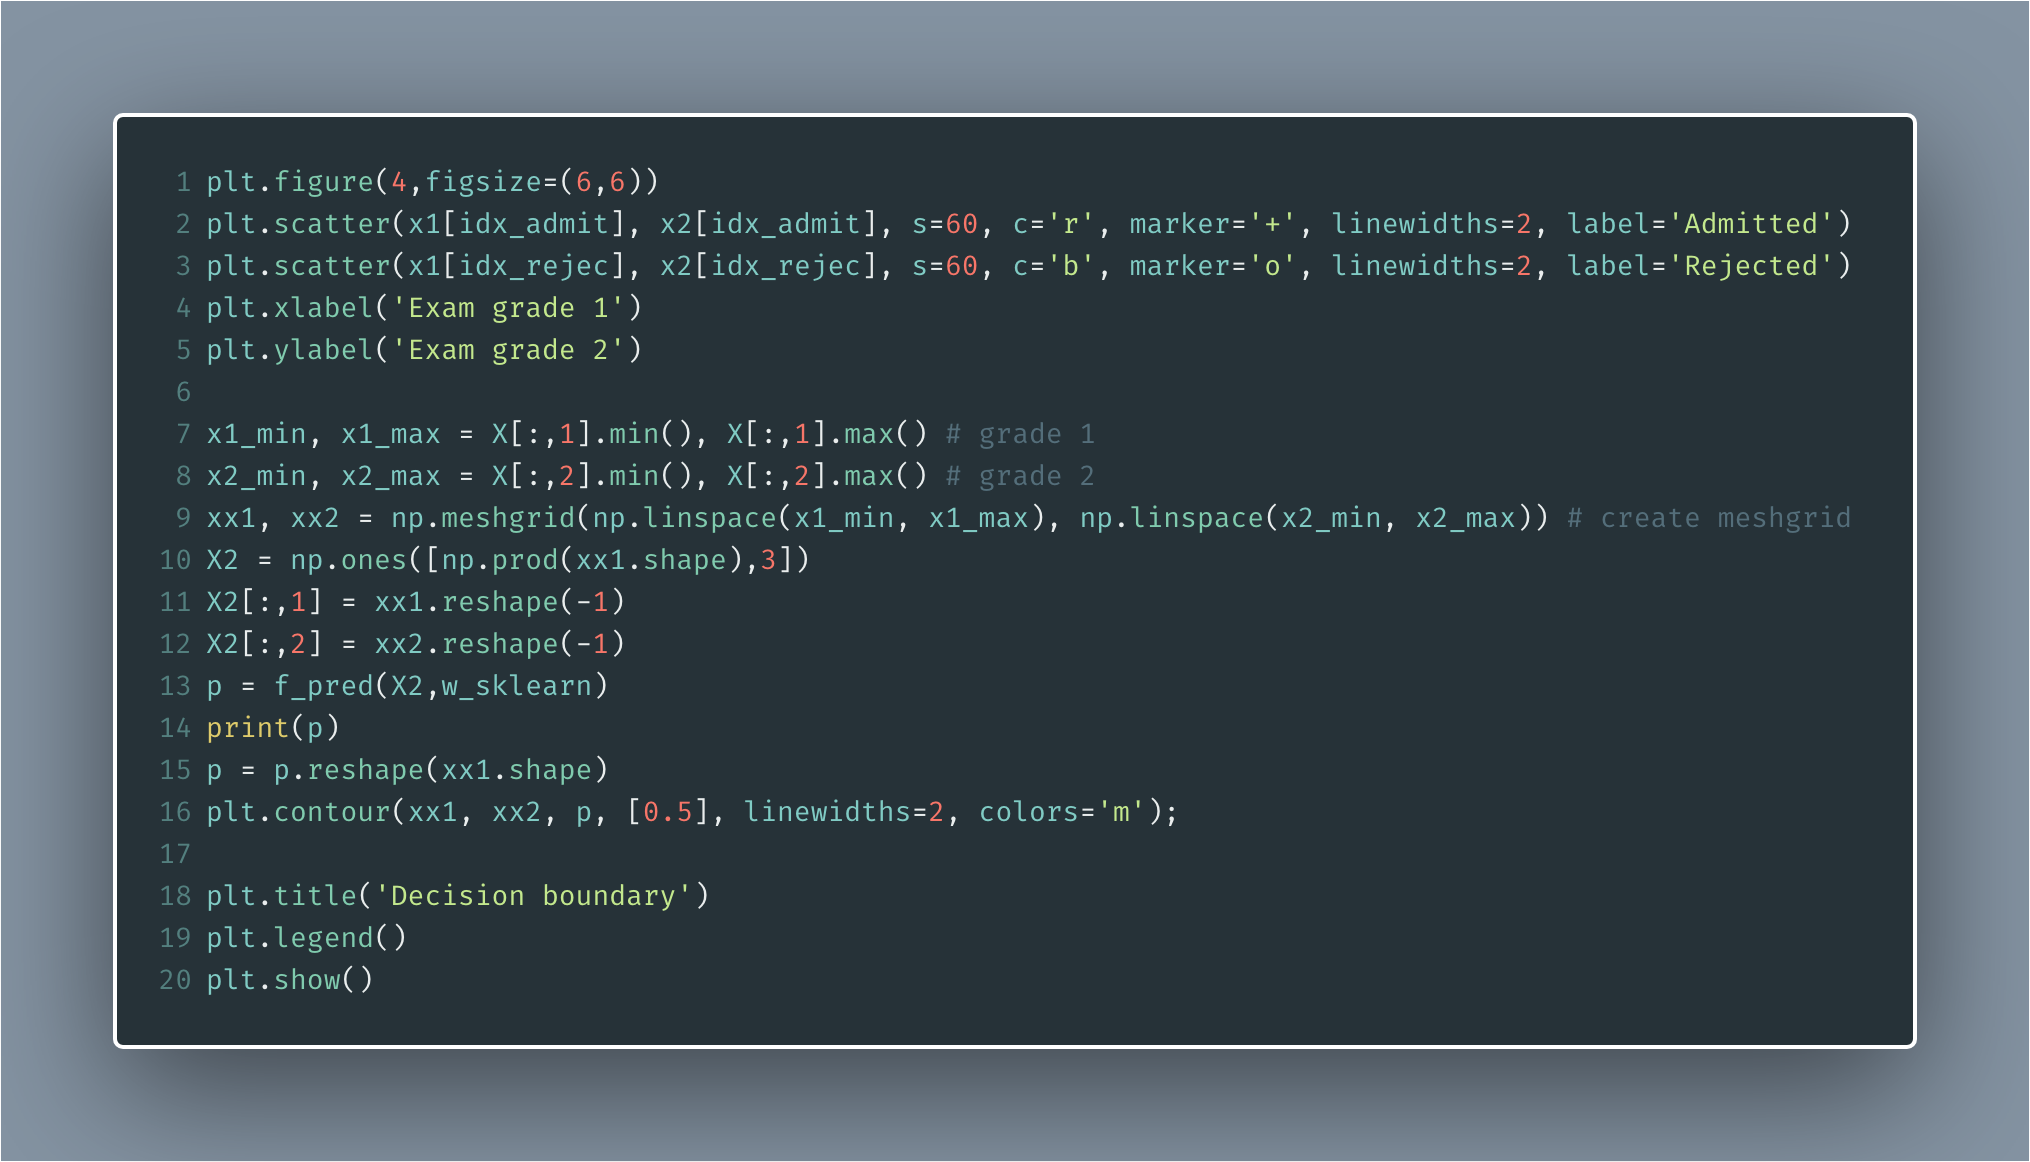 1 plt.figure(4,figsize=(6,6))
2 plt.scatter(x1[idx_admit], x2[idx_admit], s=60, c='r', marker='+', linewidths=2, label='Admitted')
3 plt.scatter(x1[idx_rejec], x2[idx_rejec], s=60, c='b', marker='o', linewidths=2, label='Rejected')
4 plt.xlabel('Exam grade 1')
5 plt.ylabel('Exam grade 2')
6
7 x1_min, x1_max = X[:,1].min(), X[:,1].max() # grade 1
8 x2_min, x2_max = X[:,2].min(), X[:,2].max() # grade 2
9 xx1, xx2 = np.meshgrid(np.linspace(x1_min, x1_max), np.linspace(x2_min, x2_max)) # create meshgrid
10 X2 = np.ones([np.prod(xx1.shape),3])
11 X2[:,1] = xx1.reshape(-1)
12 X2[:,2] = xx2.reshape(-1)
13 p = f_pred(X2,w_sklearn)
14 print(p)
15 p = p.reshape(xx1.shape)
16 plt.contour(xx1, xx2, p, [0.5], linewidths=2, colors='m');
17
18 plt.title('Decision boundary')
19 plt.legend()
20 plt.show()